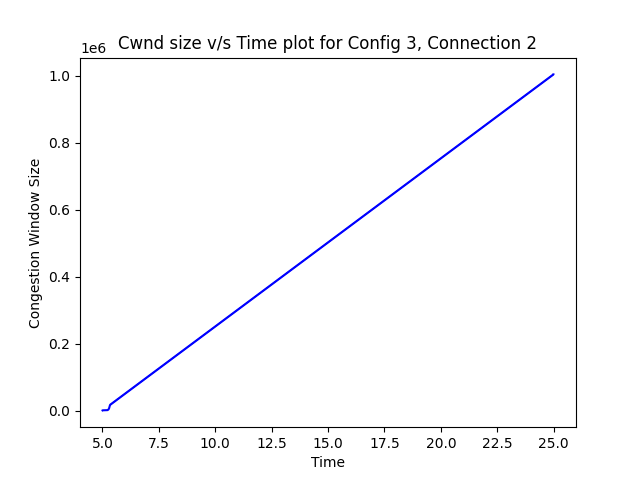 Cwnd size v/s Time plot for Config 3, Connection 2
1e6
1.0
0.8
0.6
0.4
0.2
0.0
Congestion Window Size
5.0 7.5 10.0 12.5 15.0 17.5 20.0 22.5 25.0
Time